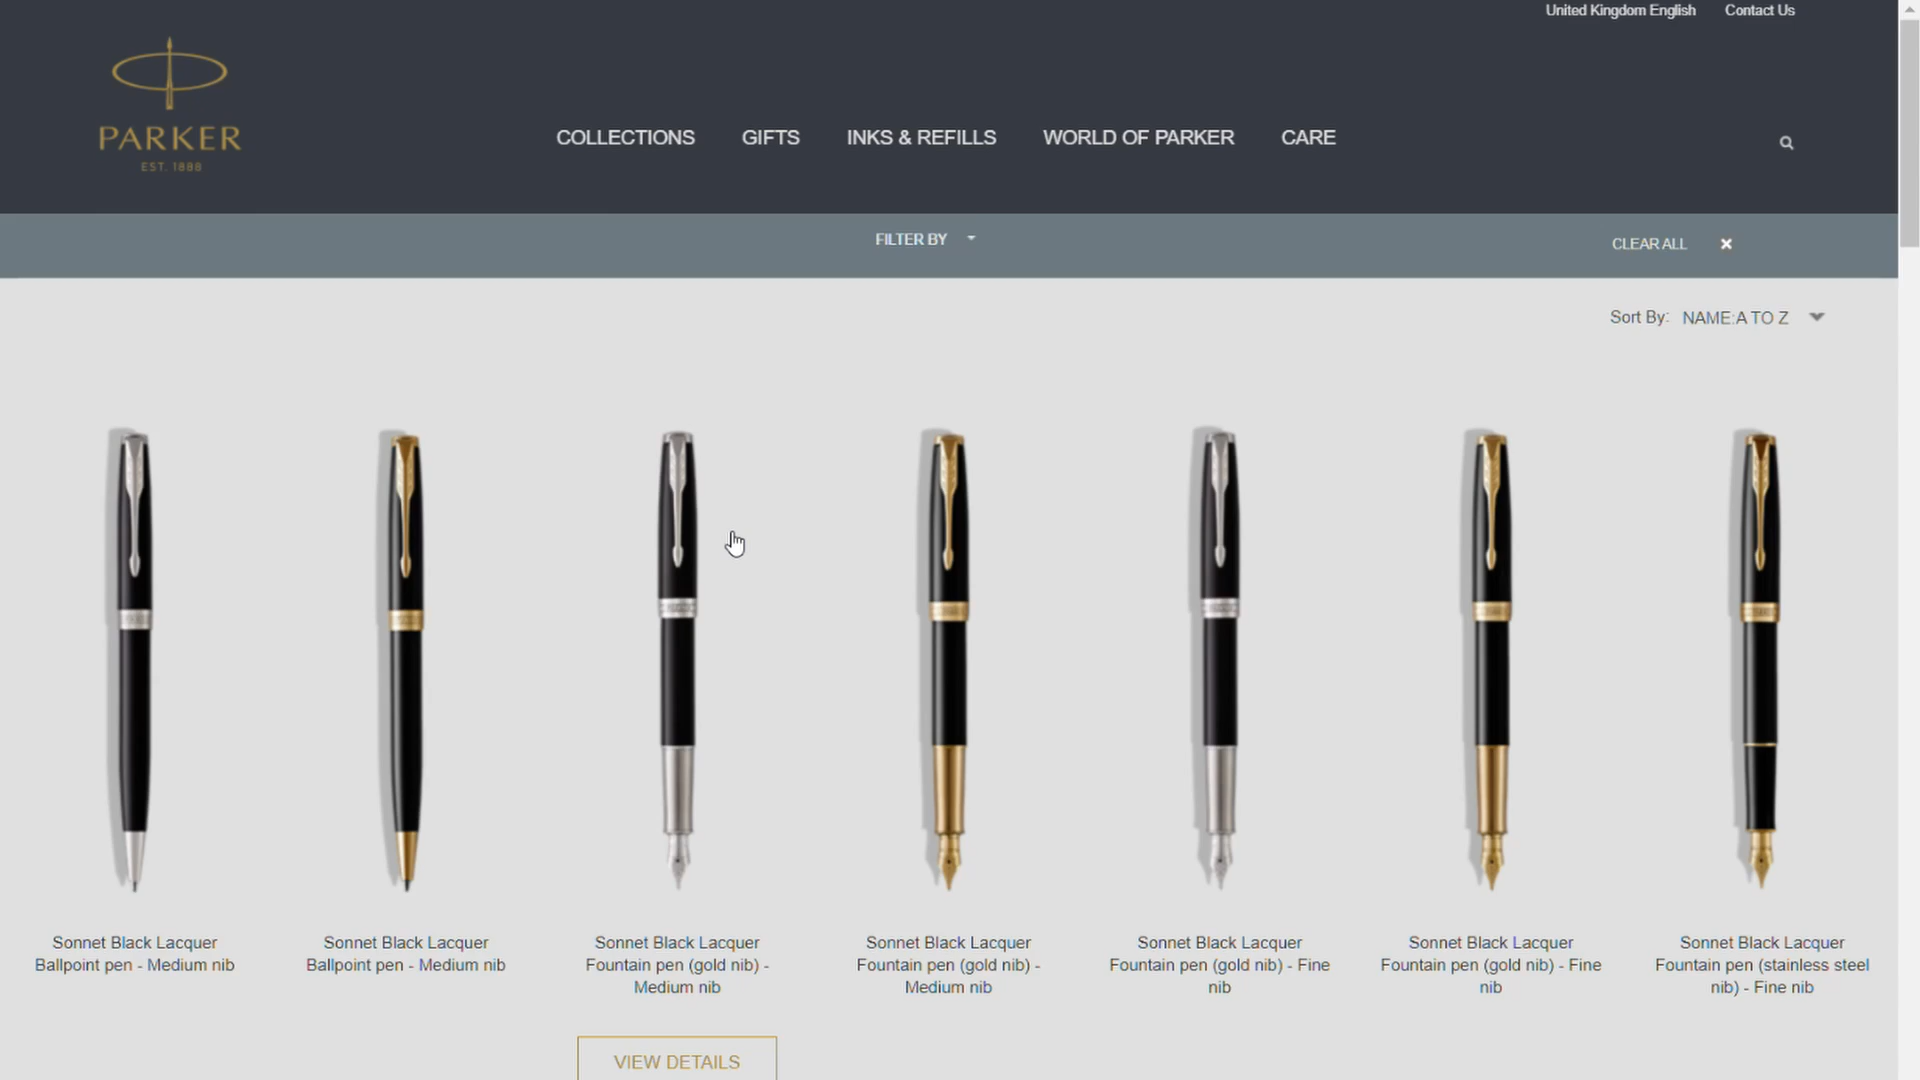 United Kingdom English
Contact Us
PARKER
EST. 1888
COLLECTIONS
GIFTS
INKS & REFILLS
WORLD OF PARKER
CARE
FILTER BY
CLEAR ALL
Sort By:
NAME:A TO Z
Sonnet Black Lacquer
Ballpoint pen - Medium nib
Sonnet Black Lacquer
Ballpoint pen - Medium nib
Sonnet Black Lacquer
Fountain pen (gold nib) -
Medium nib
Sonnet Black Lacquer
Fountain pen (gold nib) -
Medium nib
Sonnet Black Lacquer
Fountain pen (gold nib) - Fine
nib
Sonnet Black Lacquer
Fountain pen (gold nib) - Fine
nib
Sonnet Black Lacquer
Fountain pen (stainless steel
nib) - Fine nib
VIEW DETAILS